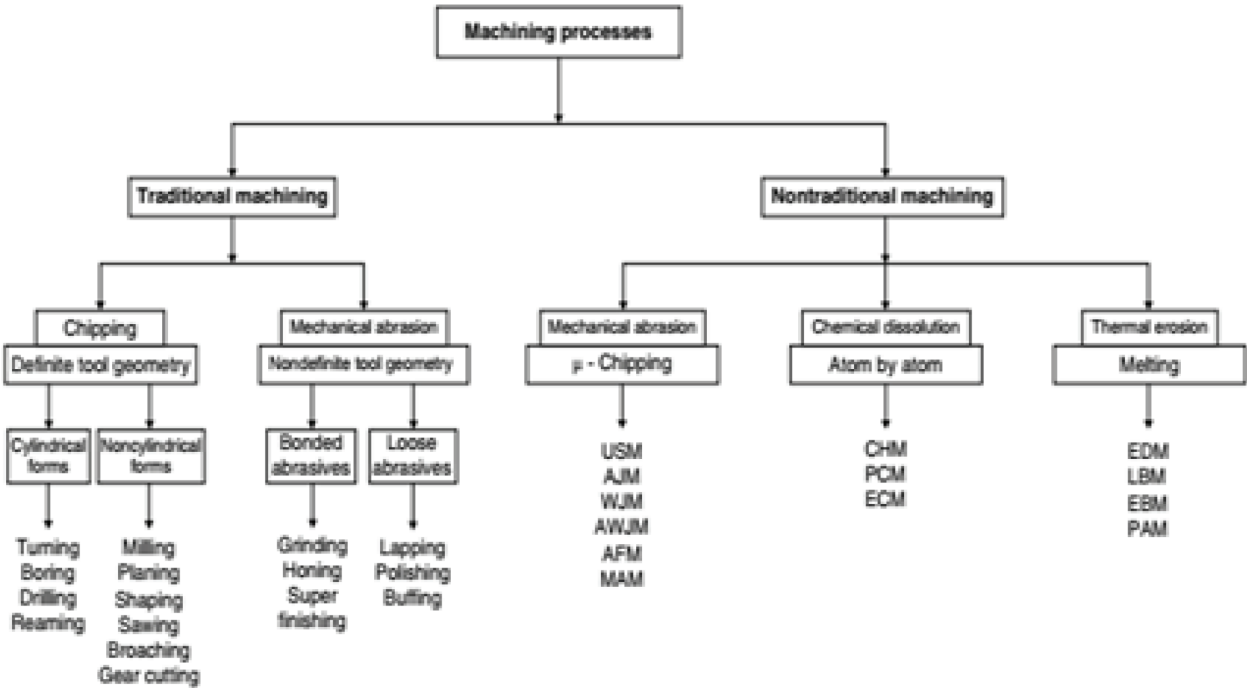 Machining processes
Traditional machining
Nontraditional machining
Chipping
Definite tool geometry
Mechanical abrasion
Nondefinite tool geometry
Mechanical abrasion
μ - Chipping
Chemical dissolution
Atom by atom
Thermal erosion
Melting
Cylindrical
forms
Noncylindrical
forms
Bonded
abrasives
Loose
abrasives
Turning
Boring
Drilling
Reaming
Milling
Planing
Shaping
Sawing
Broaching
Gear cutting
Grinding
Honing
Super
finishing
Lapping
Polishing
Buffing
USM
AJM
WJM
AWJM
AFM
MAM
CHM
PCM
ECM
EDM
LBM
EBM
PAM